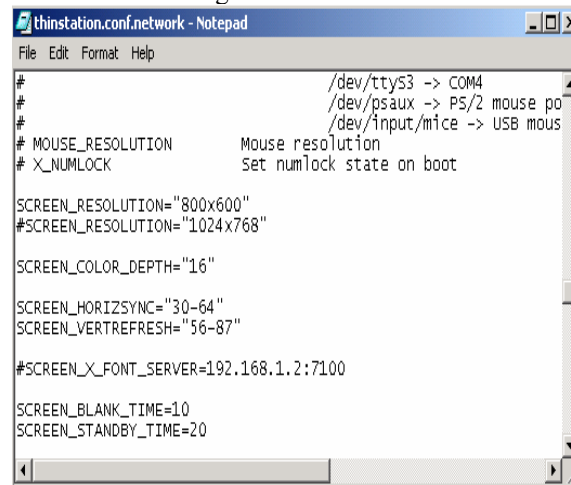 thinstation.conf.network - Notepad
File Edit Format Help
# /dev/ttyS3 -> COM4
# /dev/psaux -> PS/2 mouse po
# /dev/input/mice -> USB mous
# MOUSE_RESOLUTION Mouse resolution
# X_NUMLOCK Set numlock state on boot
SCREEN_RESOLUTION="800x600"
#SCREEN_RESOLUTION="1024x768"
SCREEN_COLOR_DEPTH="16"
SCREEN_HORIZSYNC="30-64"
SCREEN_VERTREFRESH="56-87"
#SCREEN_X_FONT_SERVER=192.168.1.2:7100
SCREEN_BLANK_TIME=10
SCREEN_STANDBY_TIME=20